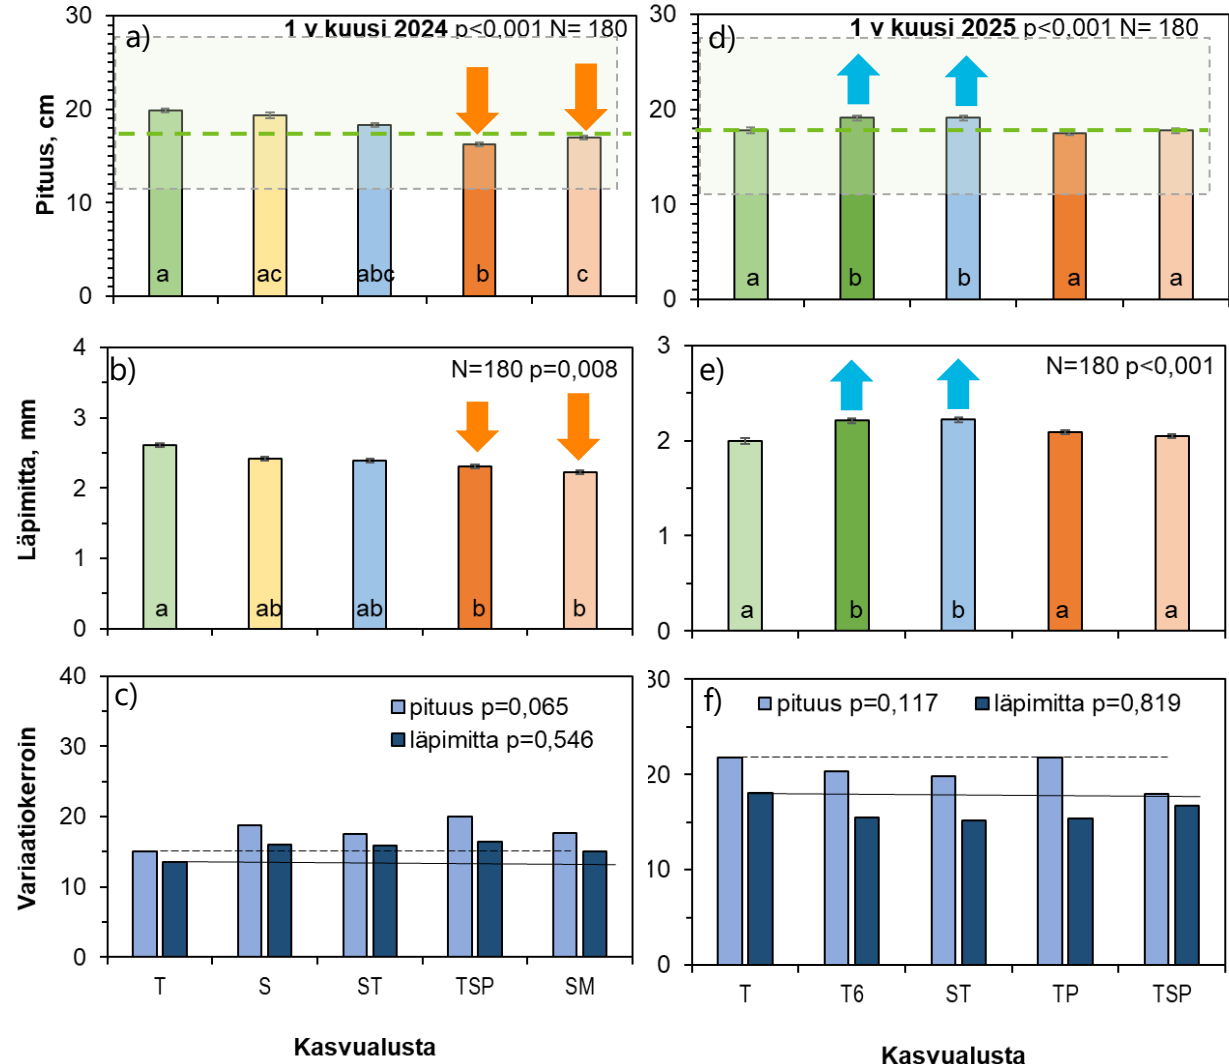 a)
1 v kuusi 2024 p<0,001 N= 180
30
20
10
0
Pituus, cm
a
ac
abc
b
c
d)
1 v kuusi 2025 p<0,001 N= 180
30
20
10
0
a
b
b
a
a
b)
N=180 p=0,008
4
3
2
1
0
Läpimitta, mm
a
ab
ab
b
b
e)
N=180 p<0,001
3
2
1
0
a
b
b
a
a
c)
pituus p=0,065
läpimitta p=0,546
40
30
20
10
0
Variaatiokerroin
T
S
ST
TSP
SM
Kasvualusta
f)
pituus p=0,117
läpimitta p=0,819
30
20
10
0
T
T6
ST
TP
TSP
Kasvualusta